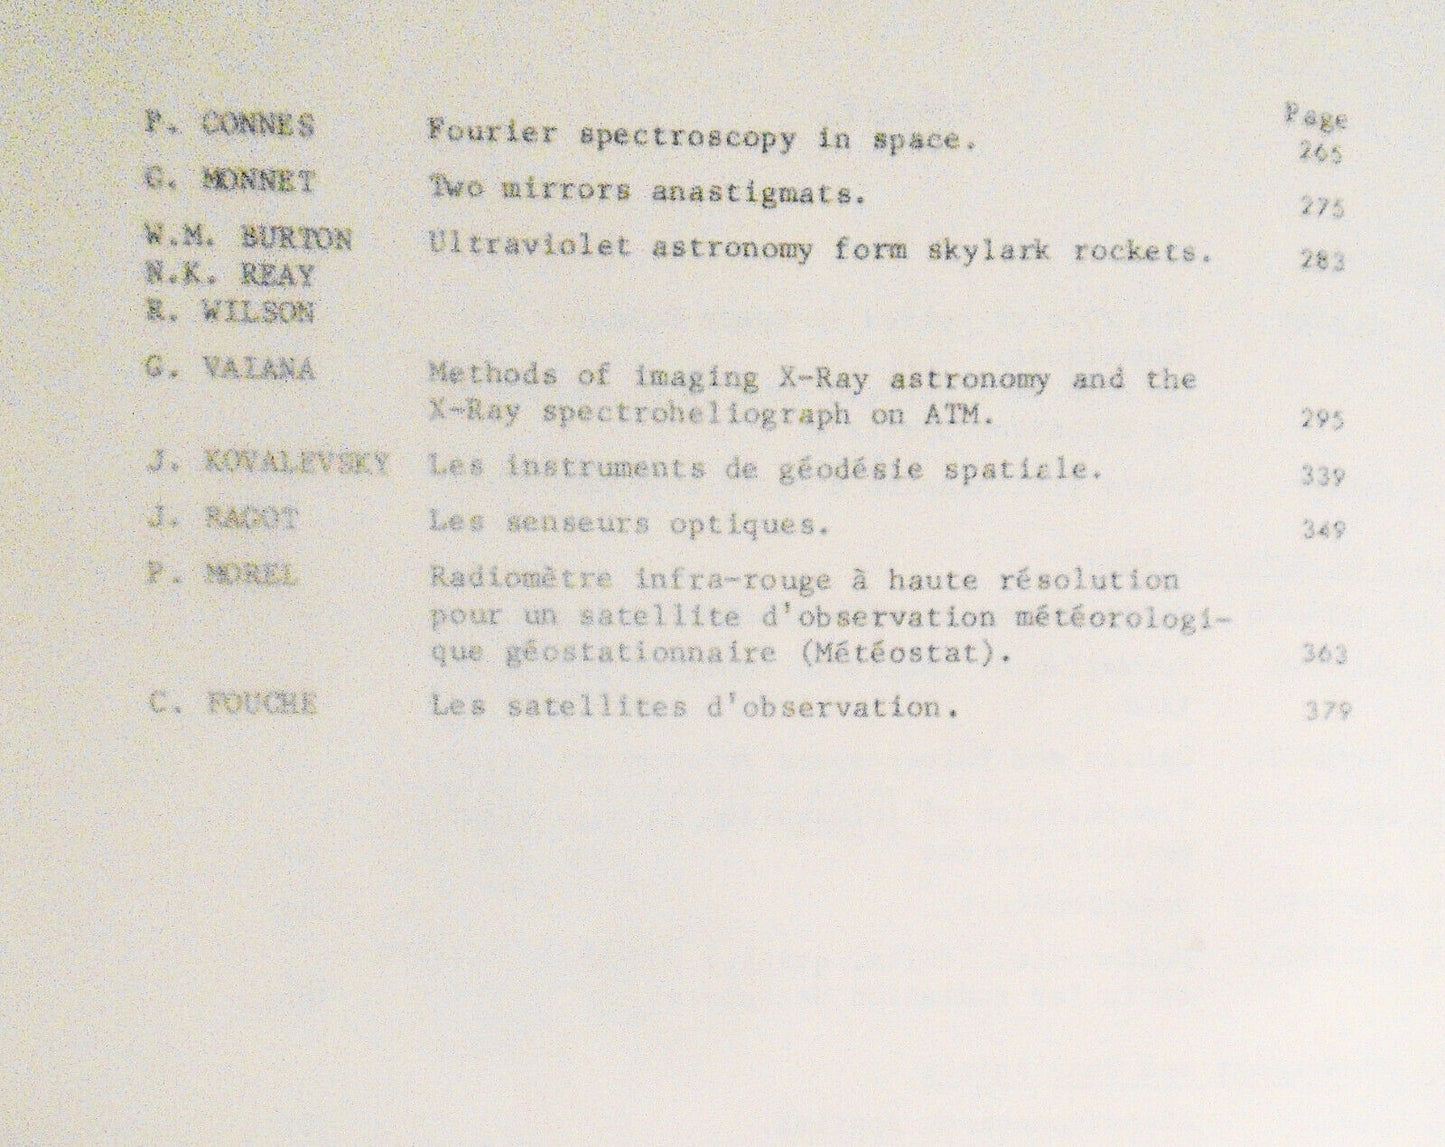 Page
P. CONNES Fourier spectroscopy in space. 265
G. MONNET Two mirrors anastigmats. 275
W.M. BURTON Ultraviolet astronomy form skylark rockets. 283
N.K. REAY
R. WILSON
G. VAIANA Methods of imaging X-Ray astronomy and the
X-Ray spectroheliograph on ATM. 295
J. KOVALEVSKY Les instruments de géodésie spatiale. 339
J. RAGOT Les senseurs optiques. 349
P. MOREL Radiomètre infra-rouge à haute résolution
pour un satellite d'observation météorologi-
que géostationnaire (Météostat). 363
C. FOUCHE Les satellites d'observation. 379